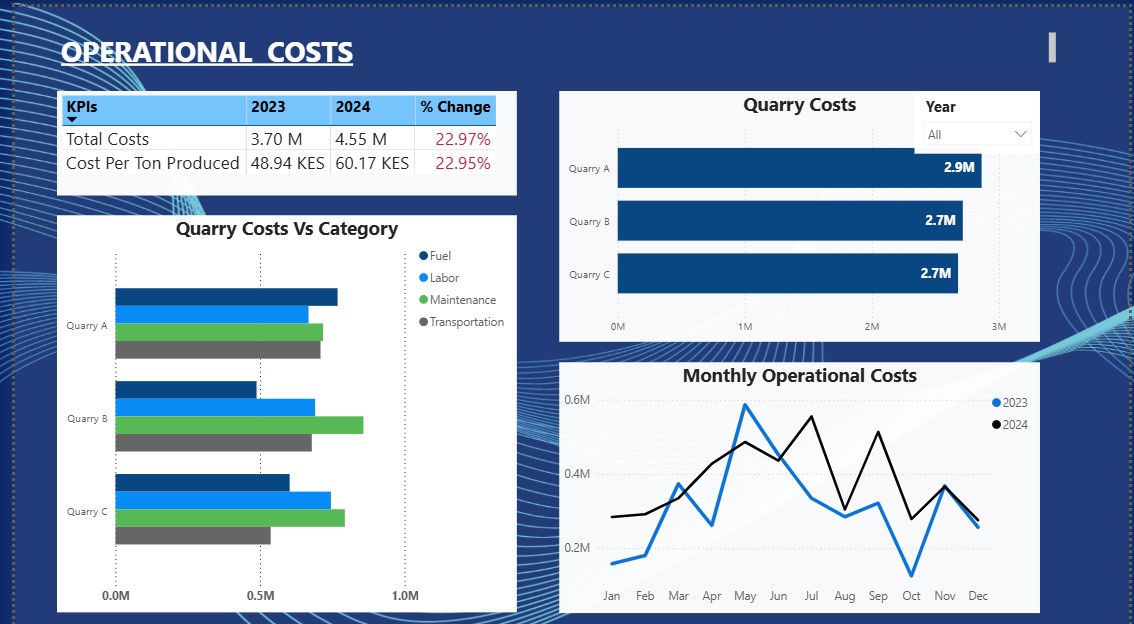 OPERATIONAL COSTS
KPIs 2023 2024 % Change
Total Costs 3.70 M 4.55 M 22.97%
Cost Per Ton Produced 48.94 KES 60.17 KES 22.95%
Quarry Costs
Year
All
Quarry A 2.9M
Quarry B 2.7M
Quarry C 2.7M
0M 1M 2M 3M
Quarry Costs Vs Category
Fuel
Labor
Maintenance
Transportation
Quarry A
Quarry B
Quarry C
0.0M 0.5M 1.0M
Monthly Operational Costs
2023
2024
0.6M
0.4M
0.2M
Jan Feb Mar Apr May Jun Jul Aug Sep Oct Nov Dec